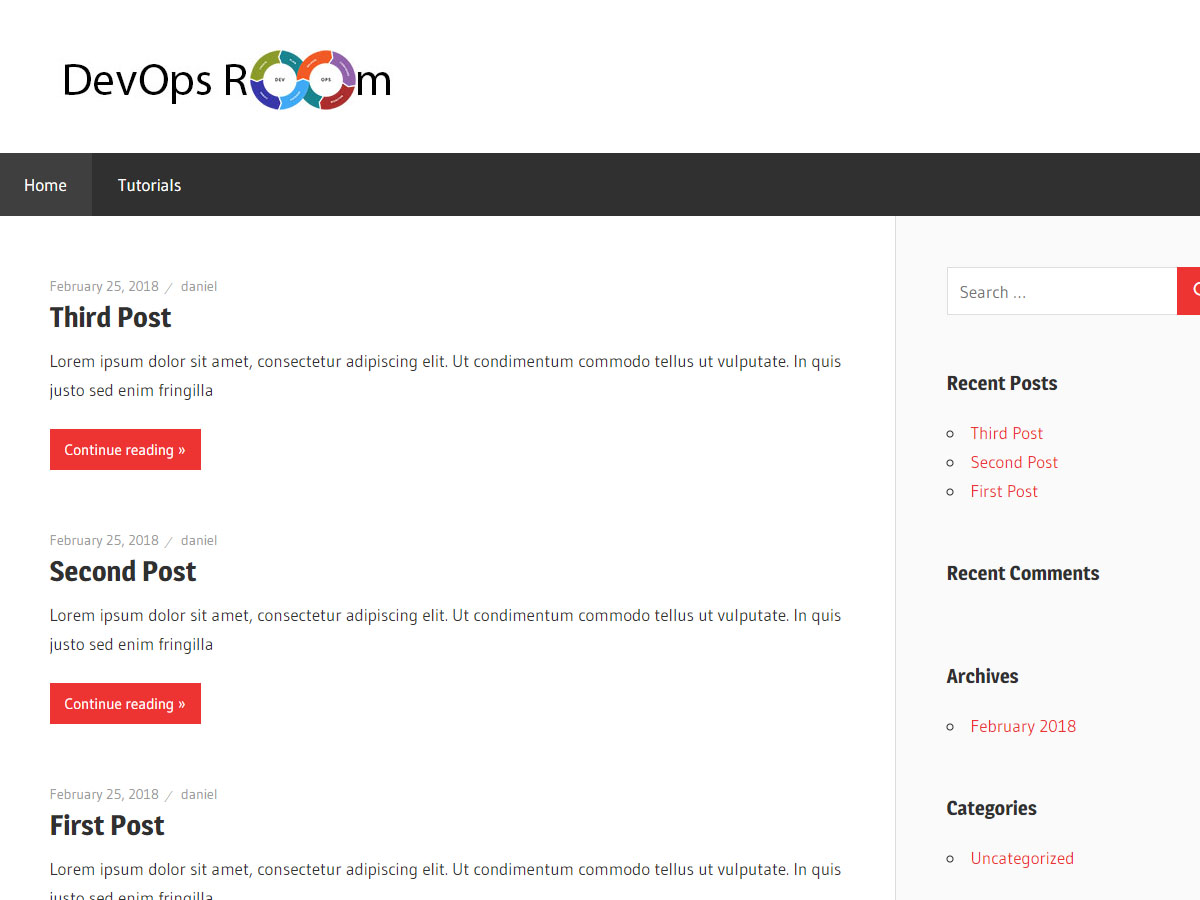 DevOps Room
DEV
OPS
Home
Tutorials
February 25, 2018 / daniel
Third Post
Lorem ipsum dolor sit amet, consectetur adipiscing elit. Ut condimentum commodo tellus ut vulputate. In quis
justo sed enim fringilla
Continue reading »
February 25, 2018 / daniel
Second Post
Lorem ipsum dolor sit amet, consectetur adipiscing elit. Ut condimentum commodo tellus ut vulputate. In quis
justo sed enim fringilla
Continue reading »
February 25, 2018 / daniel
First Post
Lorem ipsum dolor sit amet, consectetur adipiscing elit. Ut condimentum commodo tellus ut vulputate. In quis
justo sed enim fringilla
Search …
Recent Posts
Third Post
Second Post
First Post
Recent Comments
Archives
February 2018
Categories
Uncategorized